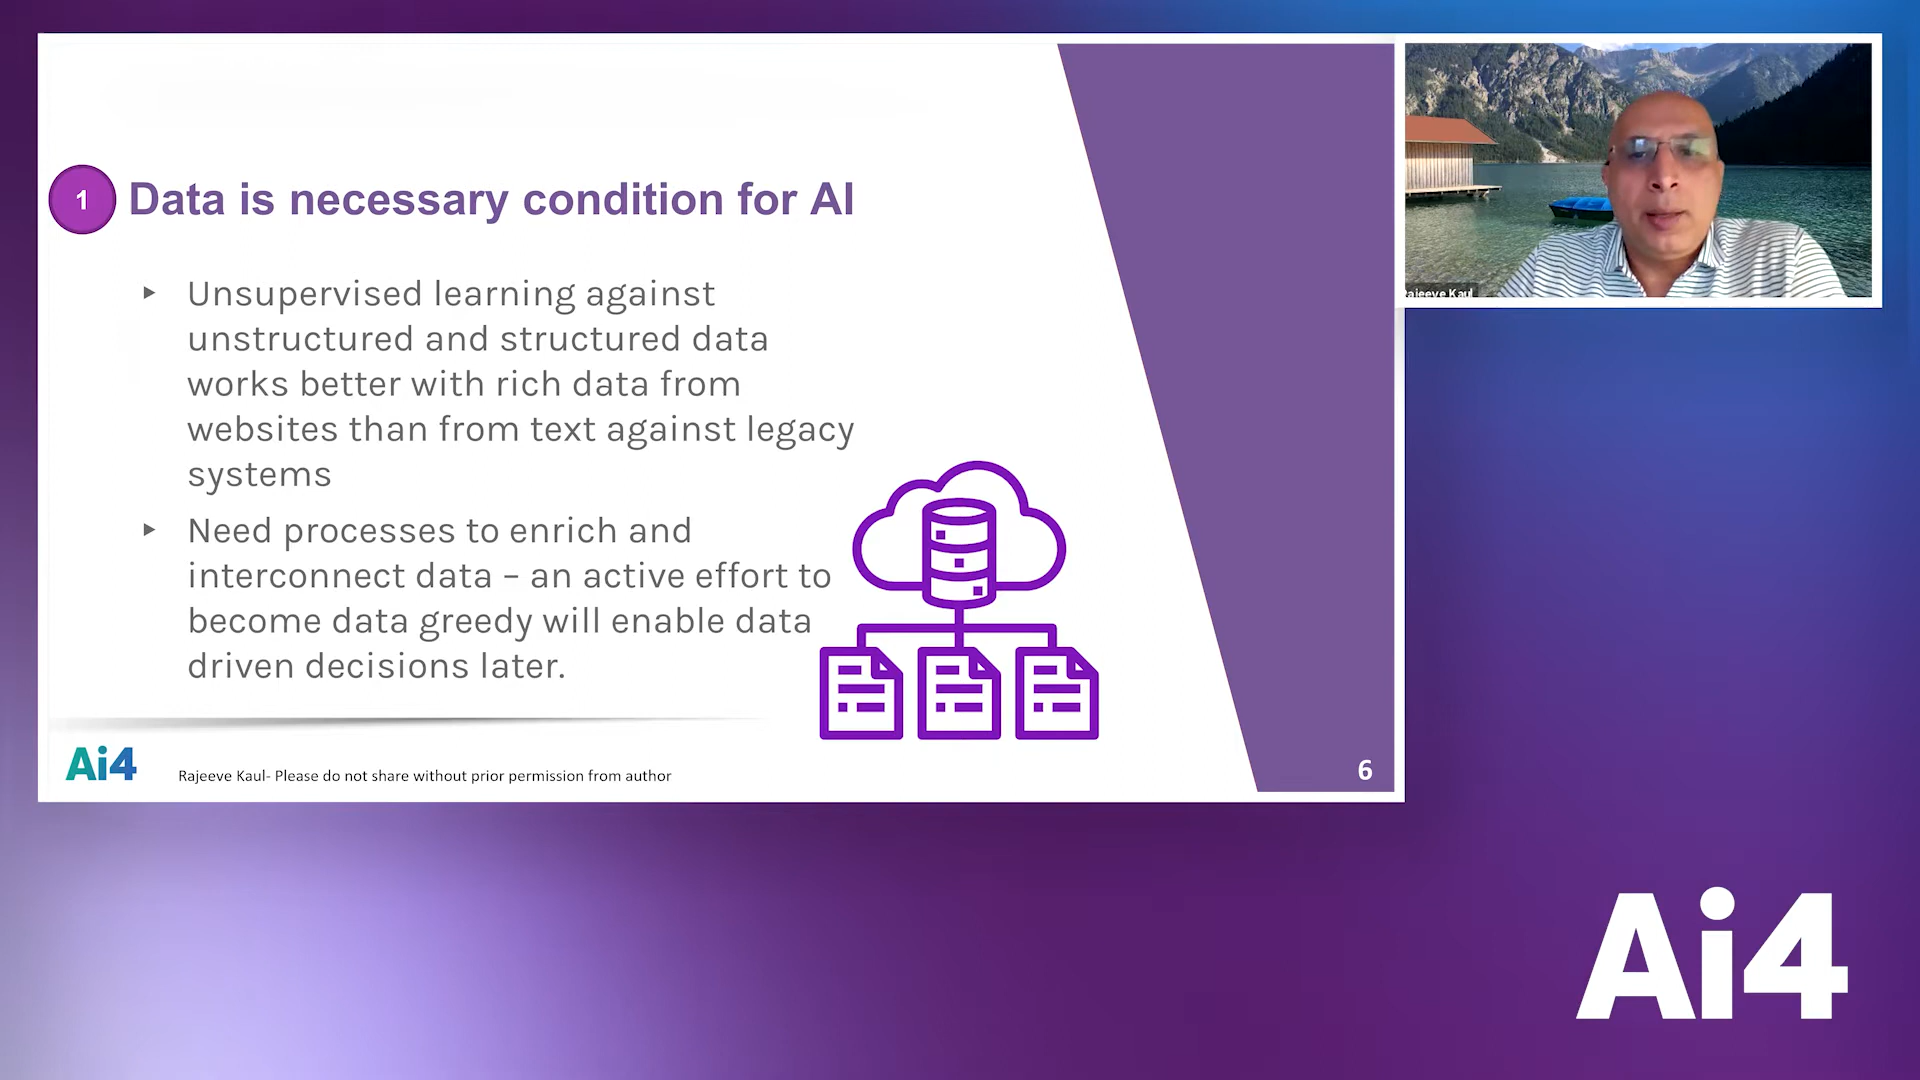 1
Data is necessary condition for AI
Unsupervised learning against
unstructured and structured data
works better with rich data from
websites than from text against legacy
systems
Need processes to enrich and
interconnect data – an active effort to
become data greedy will enable data
driven decisions later.
Ai4
Rajeeve Kaul- Please do not share without prior permission from author
6
Rajeeve Kaul
Ai4